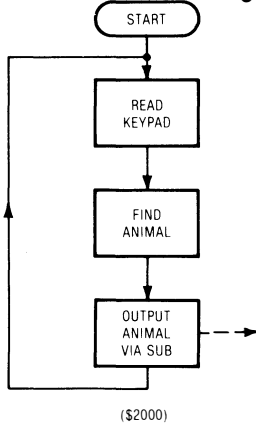 START
READ
KEYPAD
FIND
ANIMAL
OUTPUT
ANIMAL
VIA SUB
($2000)